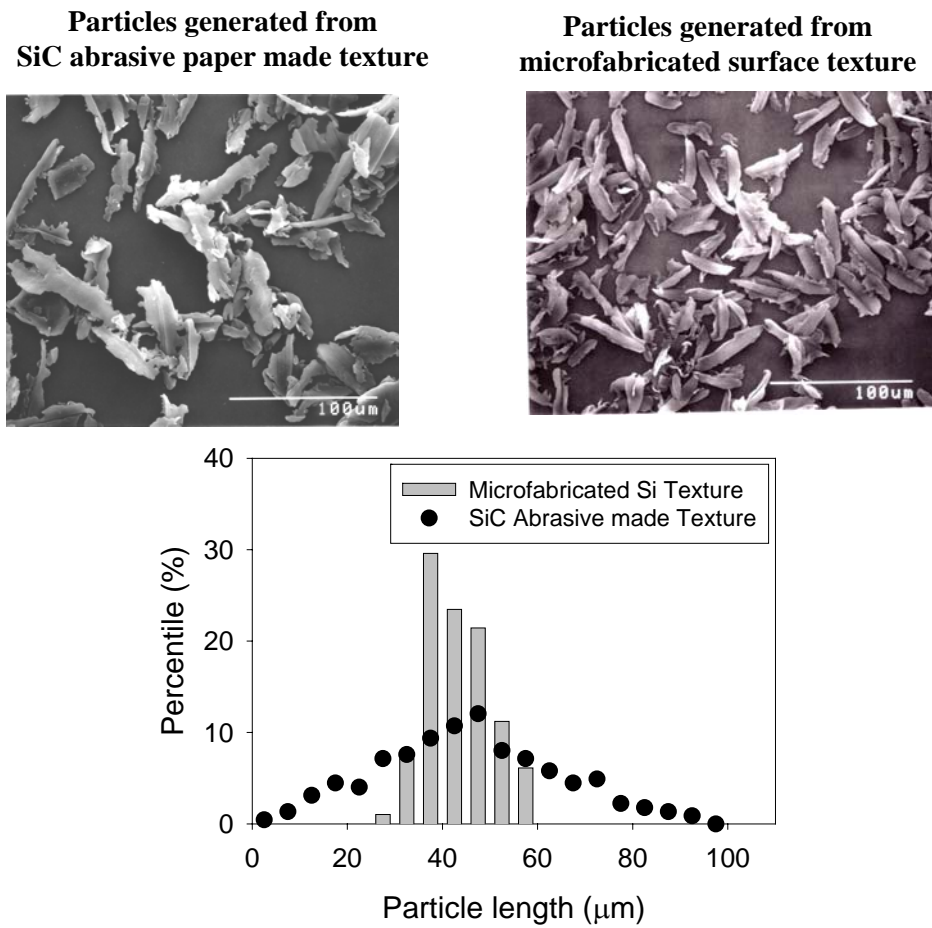 Particles generated from
SiC abrasive paper made texture
Particles generated from
microfabricated surface texture
100um
100um
40
30
20
10
0
Percentile (%)
Microfabricated Si Texture
SiC Abrasive made Texture
0 20 40 60 80 100
Particle length (μm)